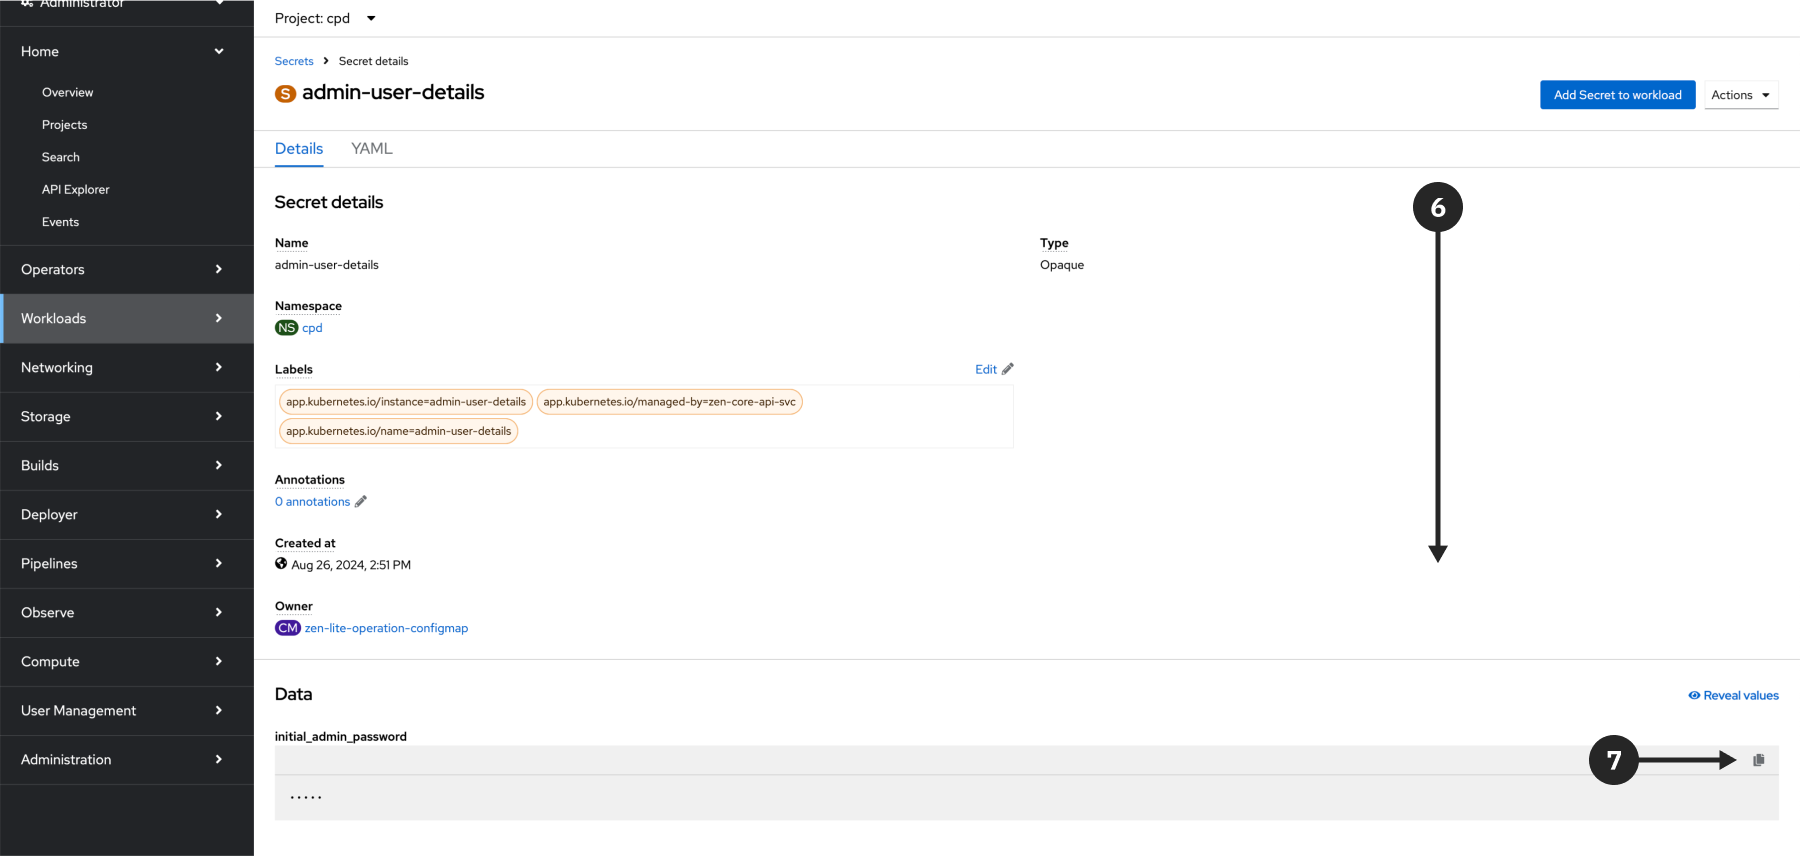 Administrator
Home
Overview
Projects
Search
API Explorer
Events
Operators
Workloads
Networking
Storage
Builds
Deployer
Pipelines
Observe
Compute
User Management
Administration
Project: cpd
Secrets > Secret details
S admin-user-details
Add Secret to workload
Actions
Details YAML
Secret details
Name
admin-user-details
Type
Opaque
Namespace
NS cpd
Labels
Edit
app.kubernetes.io/instance=admin-user-details app.kubernetes.io/managed-by=zen-core-api-svc
app.kubernetes.io/name=admin-user-details
Annotations
0 annotations
Created at
Aug 26, 2024, 2:51 PM
Owner
CM zen-lite-operation-configmap
6
Data
Reveal values
initial_admin_password
7
.....